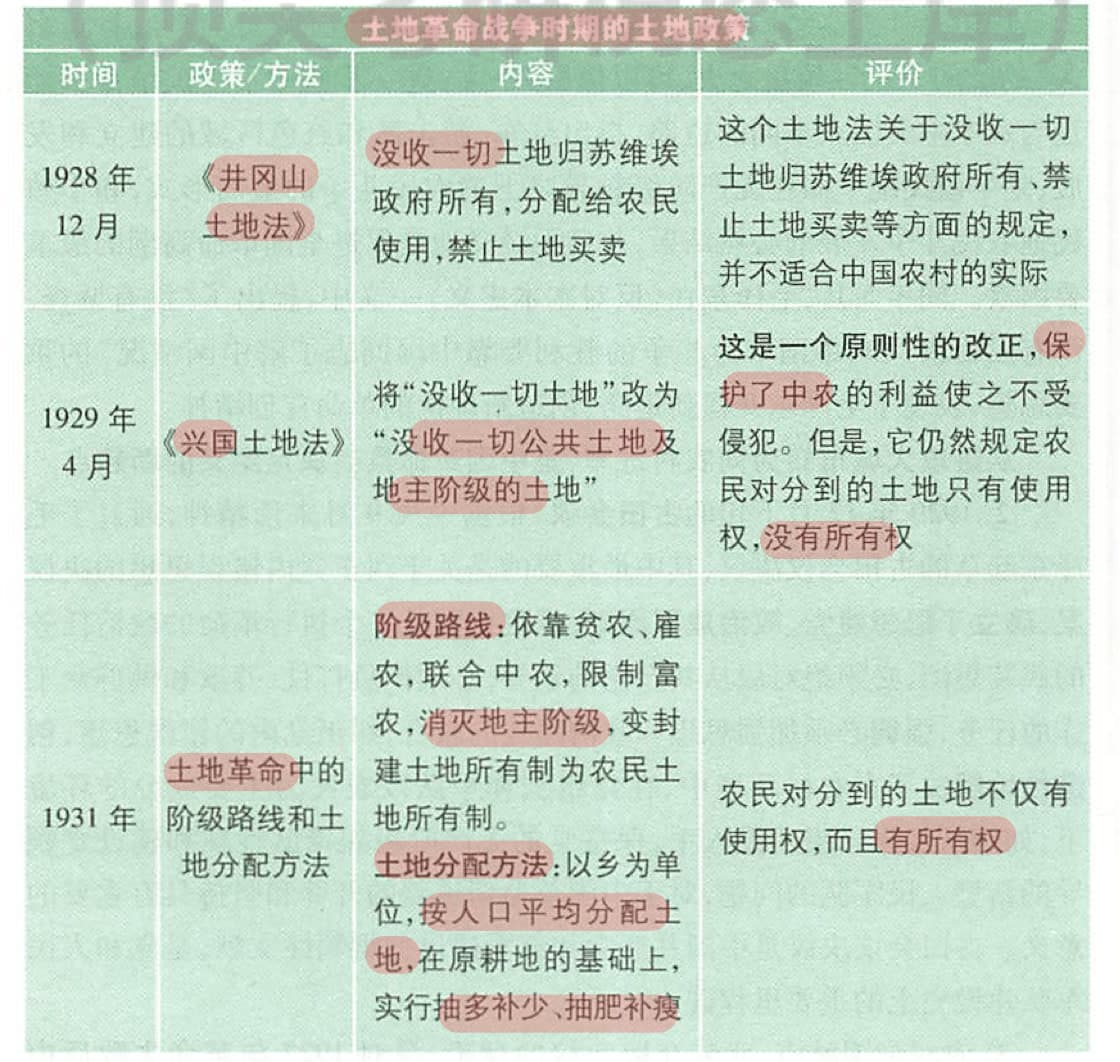 土地革命战争时期的土地政策
时间 政策/方法 内容 评价
1928 年
12 月
《井冈山
土地法》
没收一切土地归苏维埃
政府所有,分配给农民
使用,禁止土地买卖
这个土地法关于没收一切
土地归苏维埃政府所有、禁
止土地买卖等方面的规定,
并不适合中国农村的实际
1929 年
4 月
《兴国土地法》
将“没收一切土地”改为
“没收一切公共土地及
地主阶级的土地”
这是一个原则性的改正,保
护了中农的利益使之不受
侵犯。但是,它仍然规定农
民对分到的土地只有使用
权,没有所有权
1931 年
土地革命中的
阶级路线和土
地分配方法
阶级路线:依靠贫农、雇
农,联合中农,限制富
农,消灭地主阶级,变封
建土地所有制为农民土
地所有制。
土地分配方法:以乡为单
位,按人口平均分配土
地,在原耕地的基础上,
实行抽多补少、抽肥补瘦
农民对分到的土地不仅有
使用权,而且有所有权